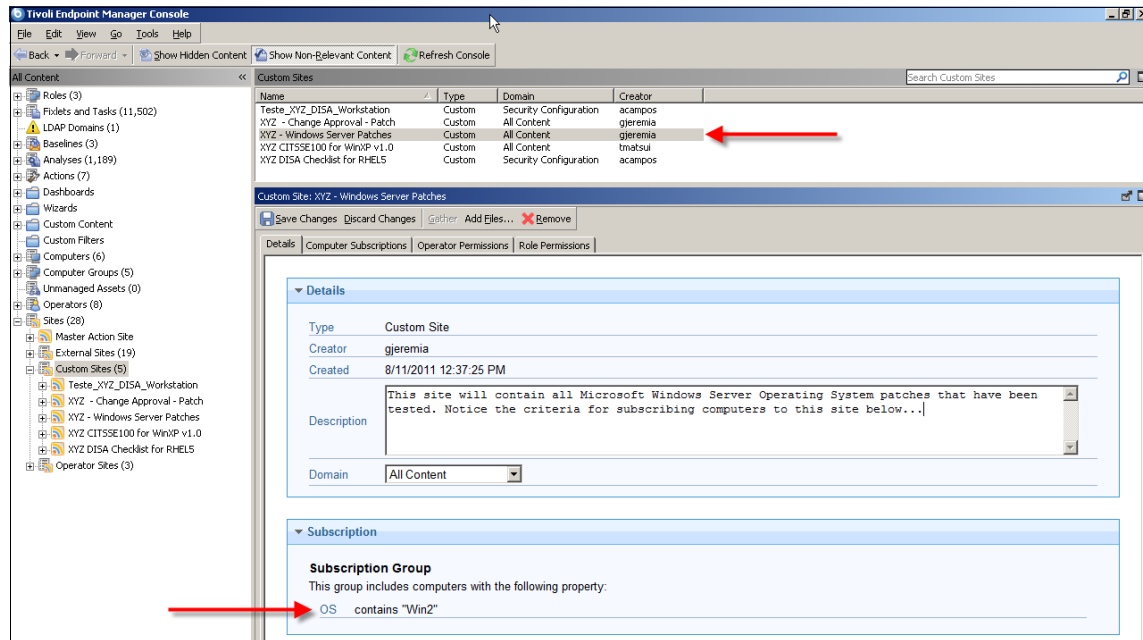 Tivoli Endpoint Manager Console
File Edit View Go Tools Help
Back Forward Show Hidden Content Show Non-Relevant Content Refresh Console
All Content « Custom Sites Search Custom Sites
Roles (3)
Fixlets and Tasks (11,502)
LDAP Domains (1)
Baselines (3)
Analyses (1,189)
Actions (7)
Dashboards
Wizards
Custom Content
Custom Filters
Computers (6)
Computer Groups (5)
Unmanaged Assets (0)
Operators (8)
Sites (28)
Master Action Site
External Sites (19)
Custom Sites (5)
Teste_XYZ_DISA_Workstation
XYZ - Change Approval - Patch
XYZ - Windows Server Patches
XYZ CITSSE100 for WinXP v1.0
XYZ DISA Checklist for RHEL5
Operator Sites (3)
Name Type Domain Creator
Teste_XYZ_DISA_Workstation Custom Security Configuration acampos
XYZ - Change Approval - Patch Custom All Content gjeremia
XYZ - Windows Server Patches Custom All Content gjeremia
XYZ CITSSE100 for WinXP v1.0 Custom All Content tmatsui
XYZ DISA Checklist for RHEL5 Custom Security Configuration acampos
Custom Site: XYZ - Windows Server Patches
Save Changes Discard Changes Gather Add Files... Remove
Details Computer Subscriptions Operator Permissions Role Permissions
Details
Type Custom Site
Creator gjeremia
Created 8/11/2011 12:37:25 PM
Description
This site will contain all Microsoft Windows Server Operating System patches that have been
tested. Notice the criteria for subscribing computers to this site below...
Domain All Content
Subscription
Subscription Group
This group includes computers with the following property:
OS contains "Win2"